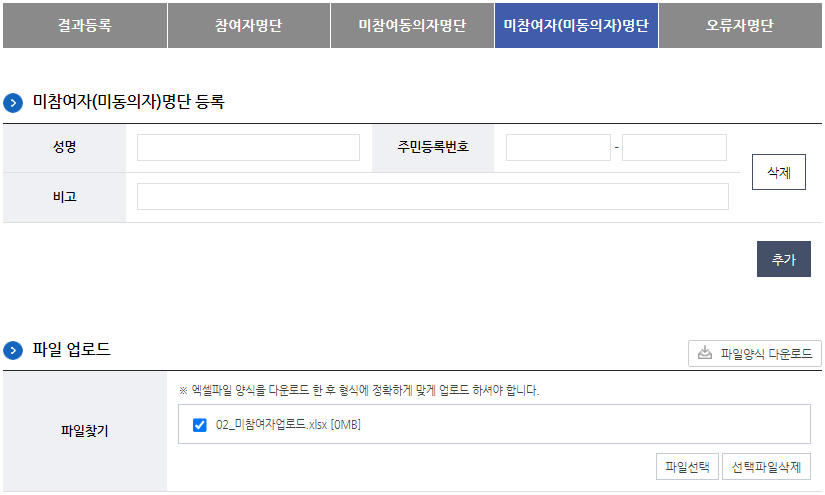 결과등록 참여자명단 미참여동의자명단 미참여자(미동의자)명단 오류자명단
미참여자(미동의자)명단 등록
성명 주민등록번호 -
삭제
비고
추가
파일 업로드 파일양식 다운로드
※ 엑셀파일 양식을 다운로드 한 후 형식에 정확하게 맞게 업로드 하셔야 합니다.
파일찾기 02_미참여자업로드.xlsx [0MB]
파일선택 선택파일삭제